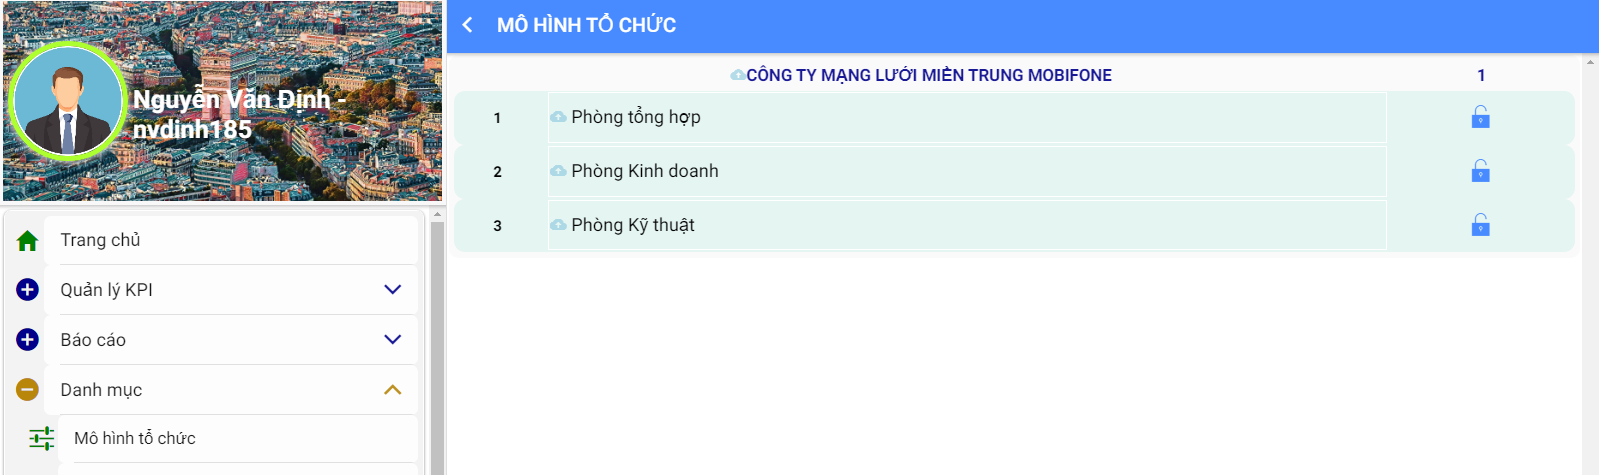 Nguyễn Văn Định -
nvdinh185
Trang chủ
Quản lý KPI
Báo cáo
Danh mục
Mô hình tổ chức
MÔ HÌNH TỔ CHỨC
CÔNG TY MẠNG LƯỚI MIỀN TRUNG MOBIFONE 1
1 Phòng tổng hợp
2 Phòng Kinh doanh
3 Phòng Kỹ thuật